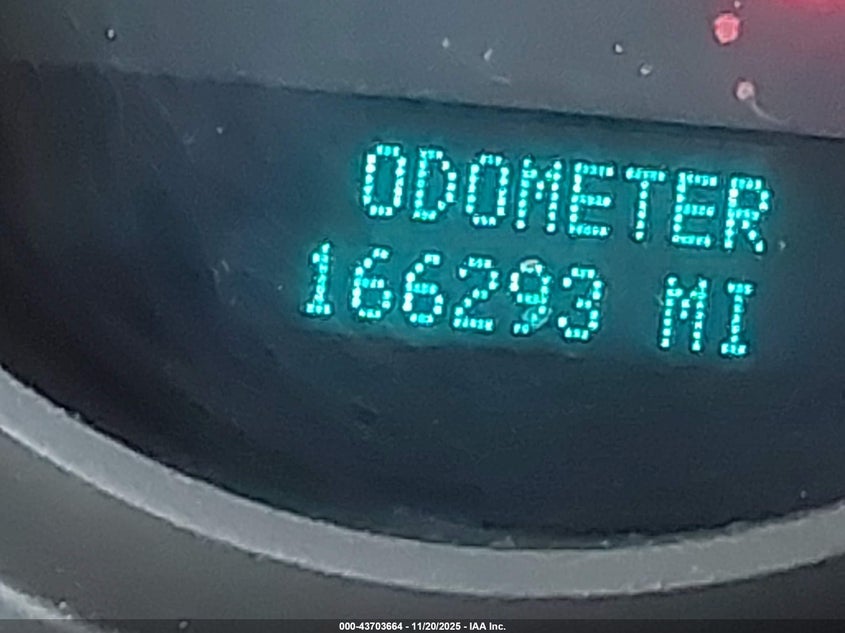 ODOMETER
166293 MI
000-43703664 - 11/20/2025 - IAA Inc.